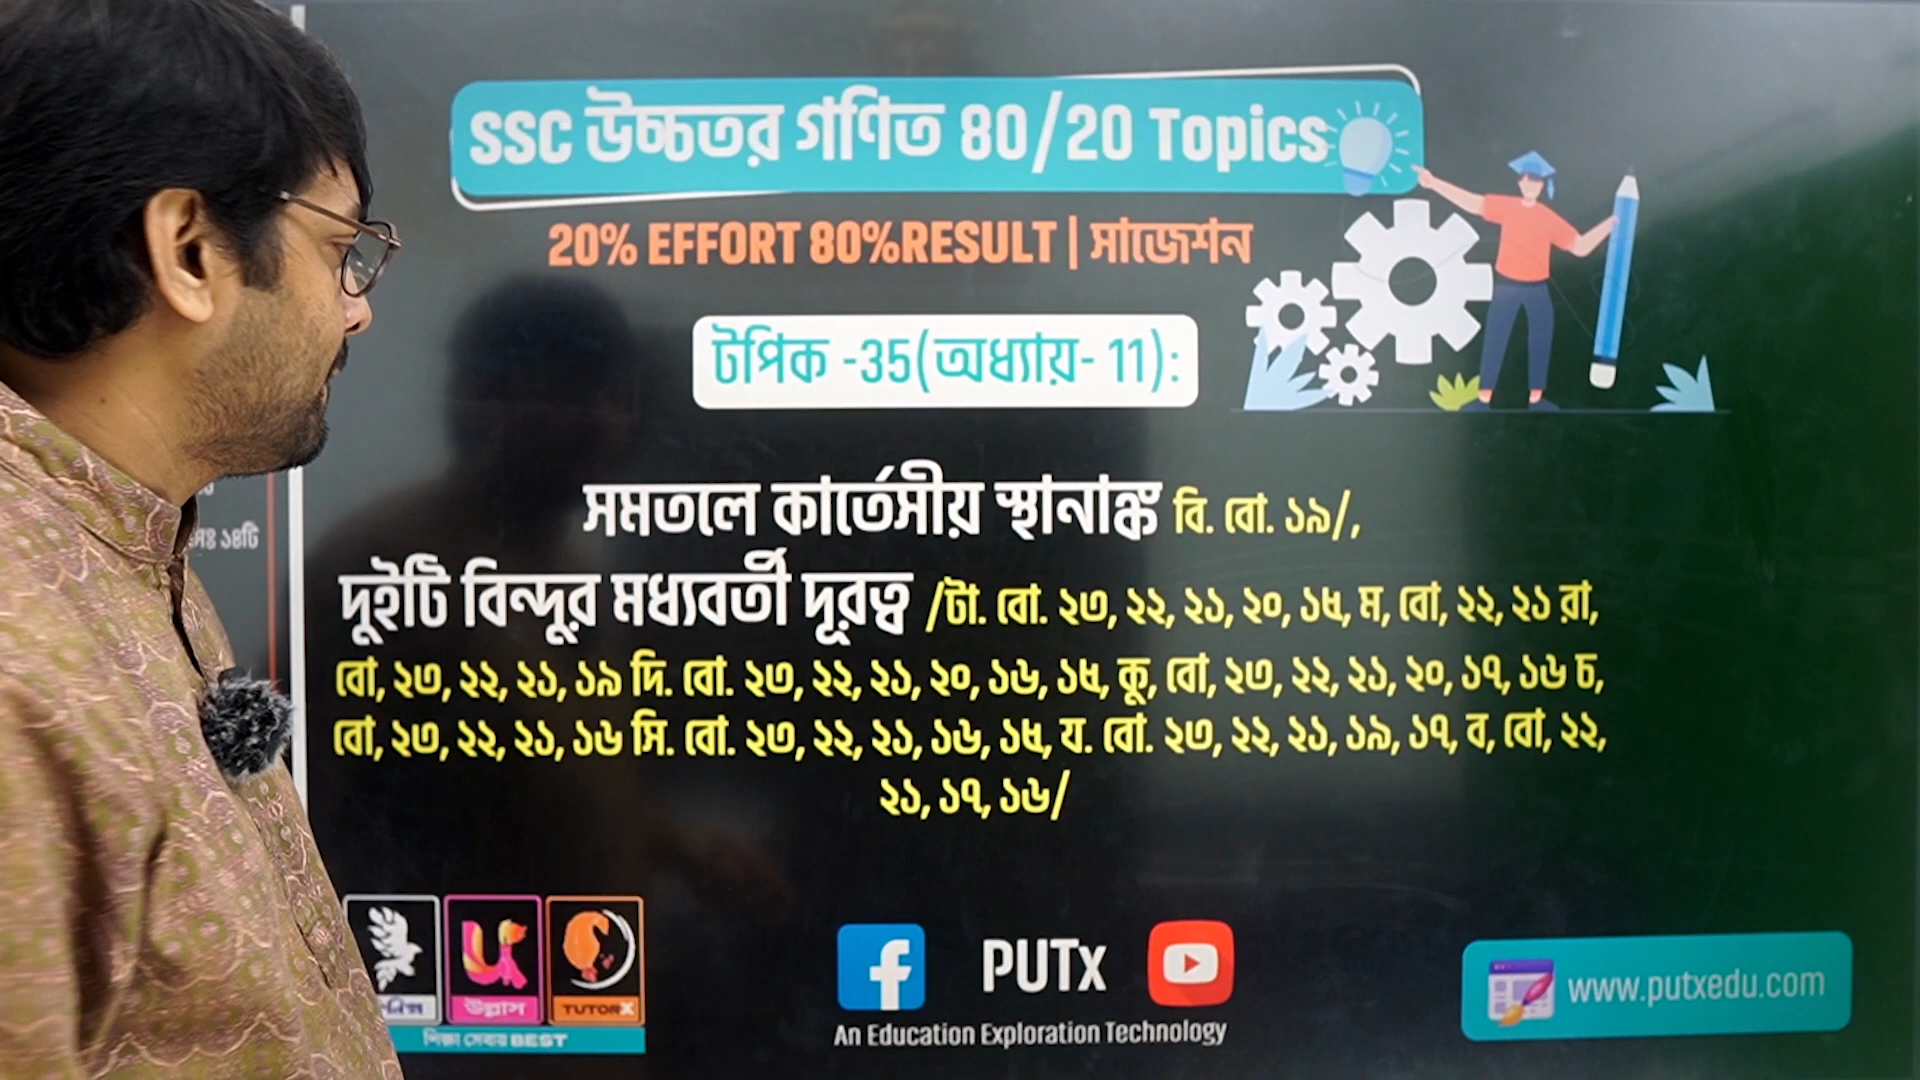 SSC উচ্চতর গণিত 80/20 Topics
20% EFFORT 80%RESULT | সাজেশন
টপিক -35(অধ্যায়- 11):
সমতলে কার্তেসীয় স্থানাঙ্ক বি. বো. ১৯/,
দুইটি বিন্দুর মধ্যবর্তী দূরত্ব /ঢা. বো. ২৩, ২২, ২১, ২০, ১৫, ম, বো, ২২, ২১ রা,
বো, ২৩, ২২, ২১, ১৯ দি. বো. ২৩, ২২, ২১, ২০, ১৬, ১৫, কু, বো, ২৩, ২২, ২১, ২০, ১৭, ১৬ চ,
বো, ২৩, ২২, ২১, ১৬ সি. বো. ২৩, ২২, ২১, ১৬, ১৫, য. বো. ২৩, ২২, ২১, ১৯, ১৭, ব, বো, ২২,
২১, ১৭, ১৬/
১৪টি
উল্লাস
TUTORX
শিক্ষা সেবায় BEST
PUTx
An Education Exploration Technology
www.putxedu.com